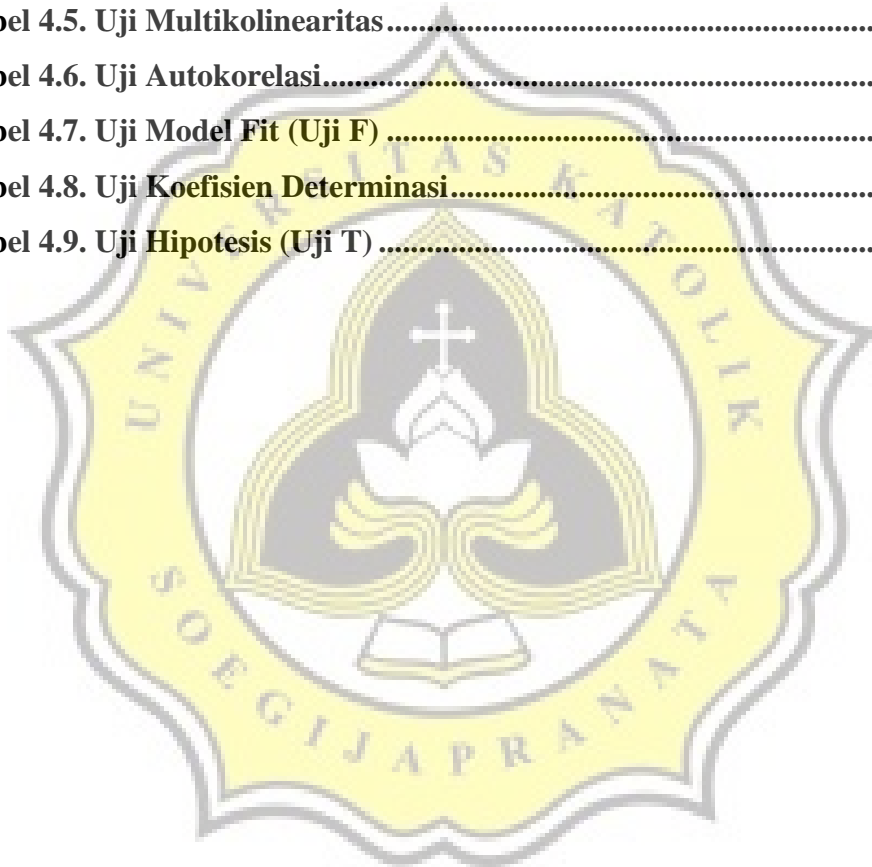 bel 4.5. Uji Multikolinearitas
bel 4.6. Uji Autokorelasi
bel 4.7. Uji Model Fit (Uji F)
bel 4.8. Uji Koefisien Determinasi
bel 4.9. Uji Hipotesis (Uji T)
UNIVERSITAS KATOLIK
SOEGIJAPRANATA